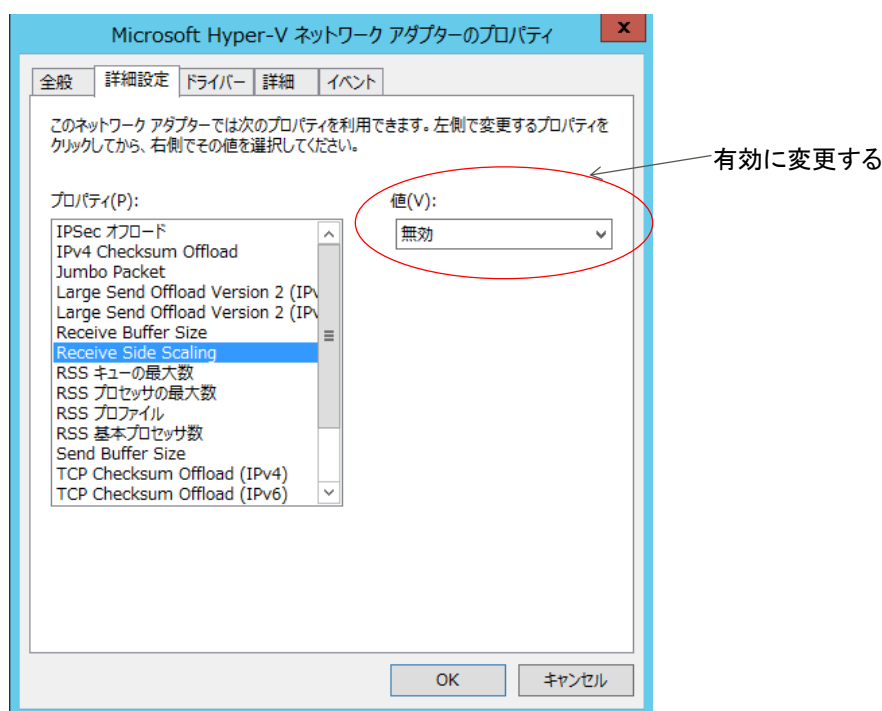 Microsoft Hyper-V ネットワーク アダプターのプロパティ
x
全般 詳細設定 ドライバー 詳細 イベント
このネットワーク アダプターでは次のプロパティを利用できます。左側で変更するプロパティを
クリックしてから、右側でその値を選択してください。
有効に変更する
プロパティ(P):
値(V):
無効
IPSec オフロード
IPv4 Checksum Offload
Jumbo Packet
Large Send Offload Version 2 (IPv
Large Send Offload Version 2 (IPv
Receive Buffer Size
Receive Side Scaling
RSS キューの最大数
RSS プロセッサの最大数
RSS プロファイル
RSS 基本プロセッサ数
Send Buffer Size
TCP Checksum Offload (IPv4)
TCP Checksum Offload (IPv6)
OK キャンセル